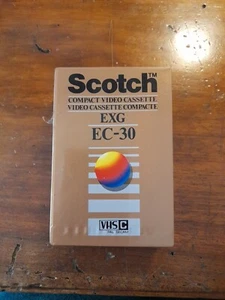 Scotch™
COMPACT VIDEO CASSETTE
VIDEO CASSETTE COMPACTE
EXG
EC-30
VHS C